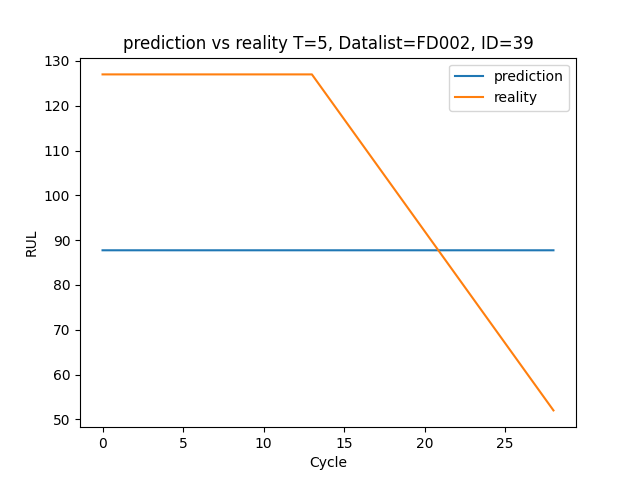 prediction vs reality T=5, Datalist=FD002, ID=39
130
120
110
100
90
80
70
60
50
RUL
prediction
reality
0 5 10 15 20 25
Cycle